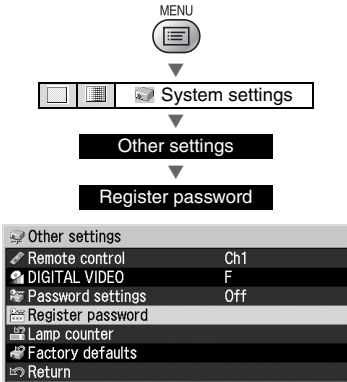 MENU
System settings
Other settings
Register password
Other settings
Remote control Ch1
DIGITAL VIDEO F
Password settings Off
Register password
Lamp counter
Factory defaults
Return